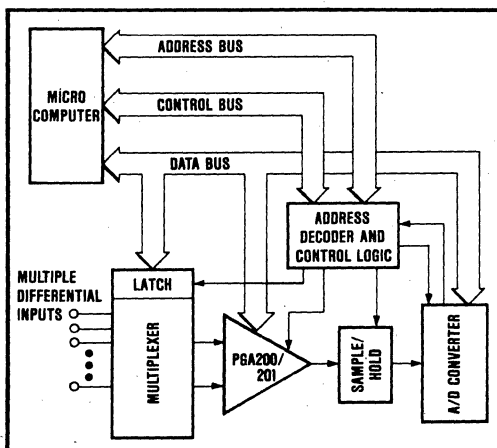 ADDRESS BUS
MICRO
COMPUTER
CONTROL BUS
DATA BUS
ADDRESS
DECODER AND
CONTROL LOGIC
MULTIPLE
DIFFERENTIAL
INPUTS
LATCH
MULTIPLEXER
PGA200/
201
SAMPLE/
HOLD
A/D CONVERTER